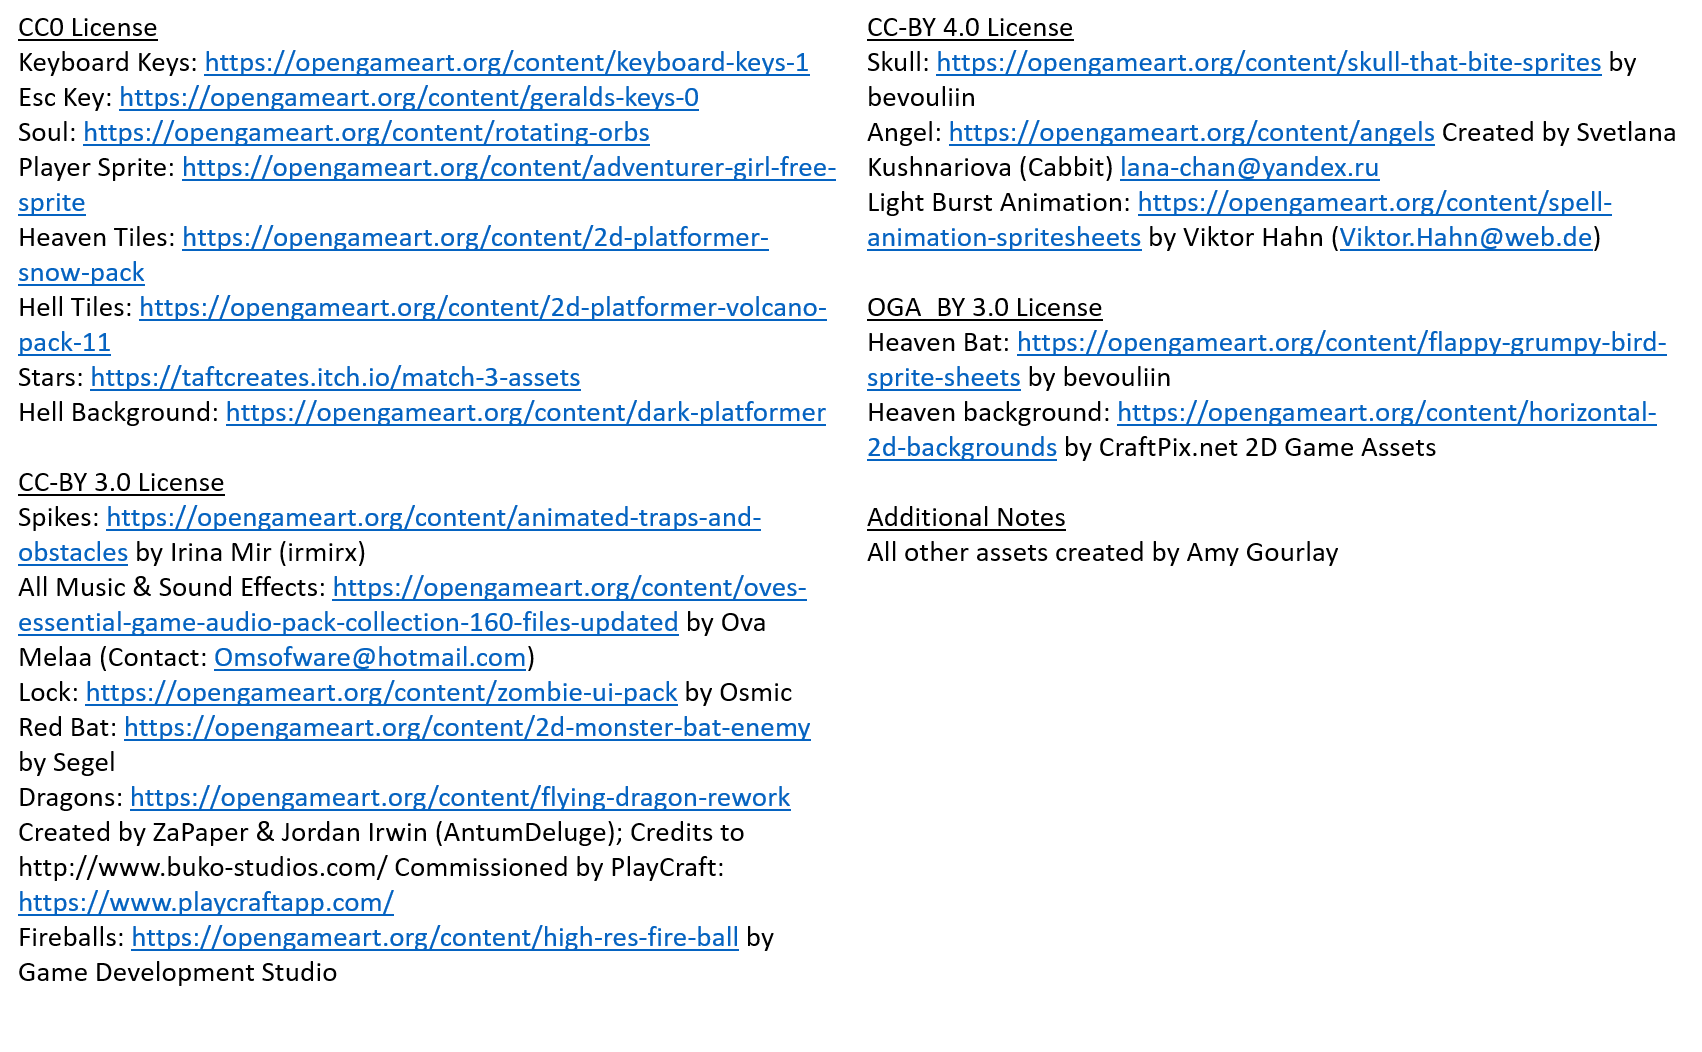 CC0 License
Keyboard Keys: https://opengameart.org/content/keyboard-keys-1
Esc Key: https://opengameart.org/content/geralds-keys-0
Soul: https://opengameart.org/content/rotating-orbs
Player Sprite: https://opengameart.org/content/adventurer-girl-free-
sprite
Heaven Tiles: https://opengameart.org/content/2d-platformer-
snow-pack
Hell Tiles: https://opengameart.org/content/2d-platformer-volcano-
pack-11
Stars: https://taftcreates.itch.io/match-3-assets
Hell Background: https://opengameart.org/content/dark-platformer
CC-BY 3.0 License
Spikes: https://opengameart.org/content/animated-traps-and-
obstacles by Irina Mir (irmirx)
All Music & Sound Effects: https://opengameart.org/content/oves-
essential-game-audio-pack-collection-160-files-updated by Ova
Melaa (Contact: Omsofware@hotmail.com)
Lock: https://opengameart.org/content/zombie-ui-pack by Osmic
Red Bat: https://opengameart.org/content/2d-monster-bat-enemy
by Segel
Dragons: https://opengameart.org/content/flying-dragon-rework
Created by ZaPaper & Jordan Irwin (AntumDeluge); Credits to
http://www.buko-studios.com/ Commissioned by PlayCraft:
https://www.playcraftapp.com/
Fireballs: https://opengameart.org/content/high-res-fire-ball by
Game Development Studio
CC-BY 4.0 License
Skull: https://opengameart.org/content/skull-that-bite-sprites by
bevouliin
Angel: https://opengameart.org/content/angels Created by Svetlana
Kushnariova (Cabbit) lana-chan@yandex.ru
Light Burst Animation: https://opengameart.org/content/spell-
animation-spritesheets by Viktor Hahn (Viktor.Hahn@web.de)
OGA_BY 3.0 License
Heaven Bat: https://opengameart.org/content/flappy-grumpy-bird-
sprite-sheets by bevouliin
Heaven background: https://opengameart.org/content/horizontal-
2d-backgrounds by CraftPix.net 2D Game Assets
Additional Notes
All other assets created by Amy Gourlay